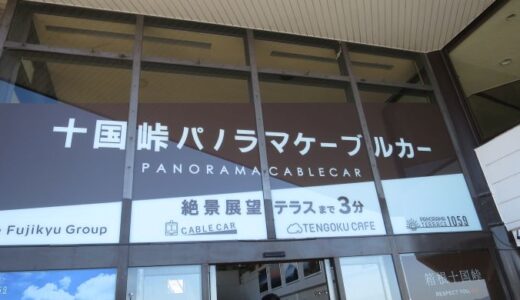 十国峠パノラマケーブルカー
PANORAMA CABLECAR
絶景展望テラスまで3分
Fujikyu Group
CABLE CAR
TENGOKU CAFE
PANORAMA TERRACE 1059
箱根十国峠